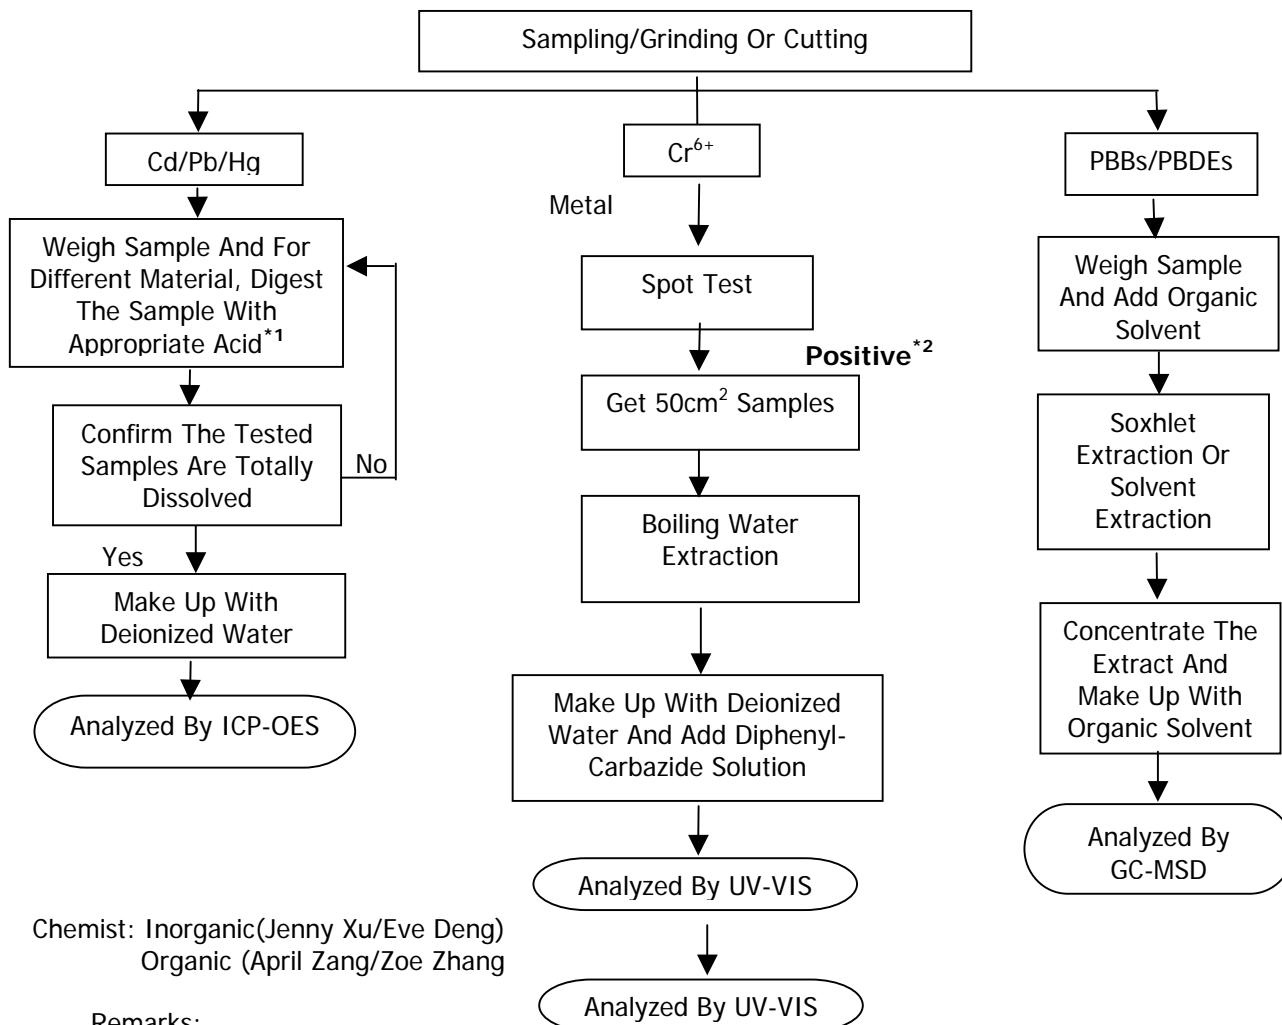 Sampling/Grinding Or Cutting
Cd/Pb/Hg
Weigh Sample And For
Different Material, Digest
The Sample With
Appropriate Acid*1
Confirm The Tested
Samples Are Totally
Dissolved
No
Yes
Make Up With
Deionized Water
Analyzed By ICP-OES
Cr6+
Metal
Spot Test
Positive*2
Get 50cm2 Samples
Boiling Water
Extraction
Make Up With Deionized
Water And Add Diphenyl-
Carbazide Solution
Analyzed By UV-VIS
Analyzed By UV-VIS
PBBs/PBDEs
Weigh Sample
And Add Organic
Solvent
Soxhlet
Extraction Or
Solvent
Extraction
Concentrate The
Extract And
Make Up With
Organic Solvent
Analyzed By
GC-MSD
Chemist: Inorganic(Jenny Xu/Eve Deng)
Organic (April Zang/Zoe Zhang
Remarks: